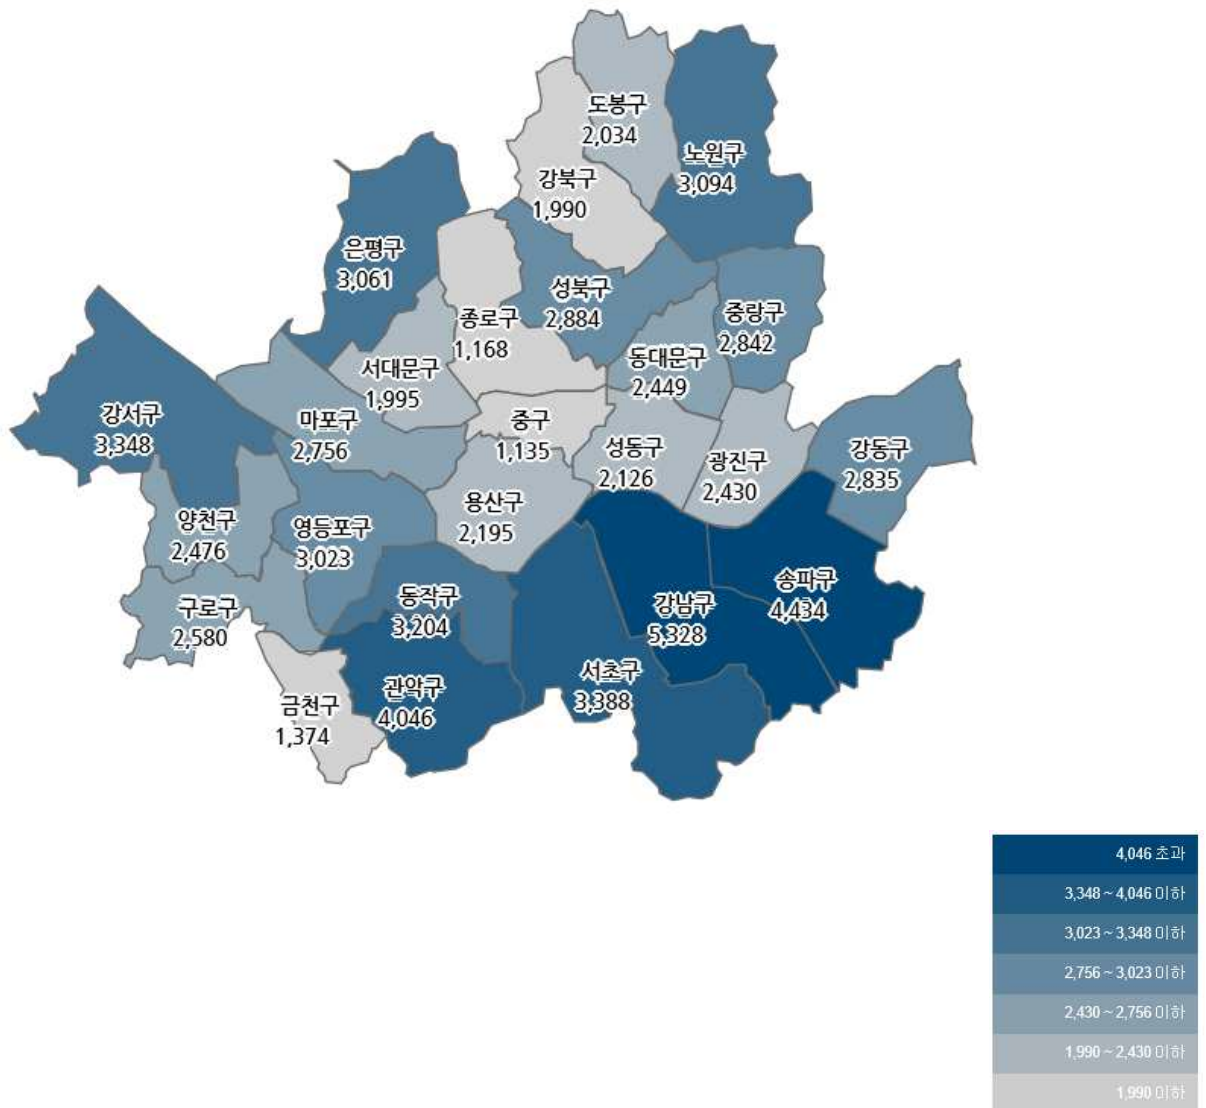 도봉구
2,034
노원구
3,094
강북구
1,990
은평구
3,061
성북구
2,884
중랑구
2,842
종로구
1,168
동대문구
2,449
서대문구
1,995
강서구
3,348
마포구
2,756
중구
1,135
성동구
2,126
광진구
2,430
강동구
2,835
용산구
2,195
양천구
2,476
영등포구
3,023
구로구
2,580
동작구
3,204
강남구
5,328
송파구
4,434
금천구
1,374
관악구
4,046
서초구
3,388
4,046 초과
3,348 ~ 4,046 이하
3,023 ~ 3,348 이하
2,756 ~ 3,023 이하
2,430 ~ 2,756 이하
1,990 ~ 2,430 이하
1,990 이하